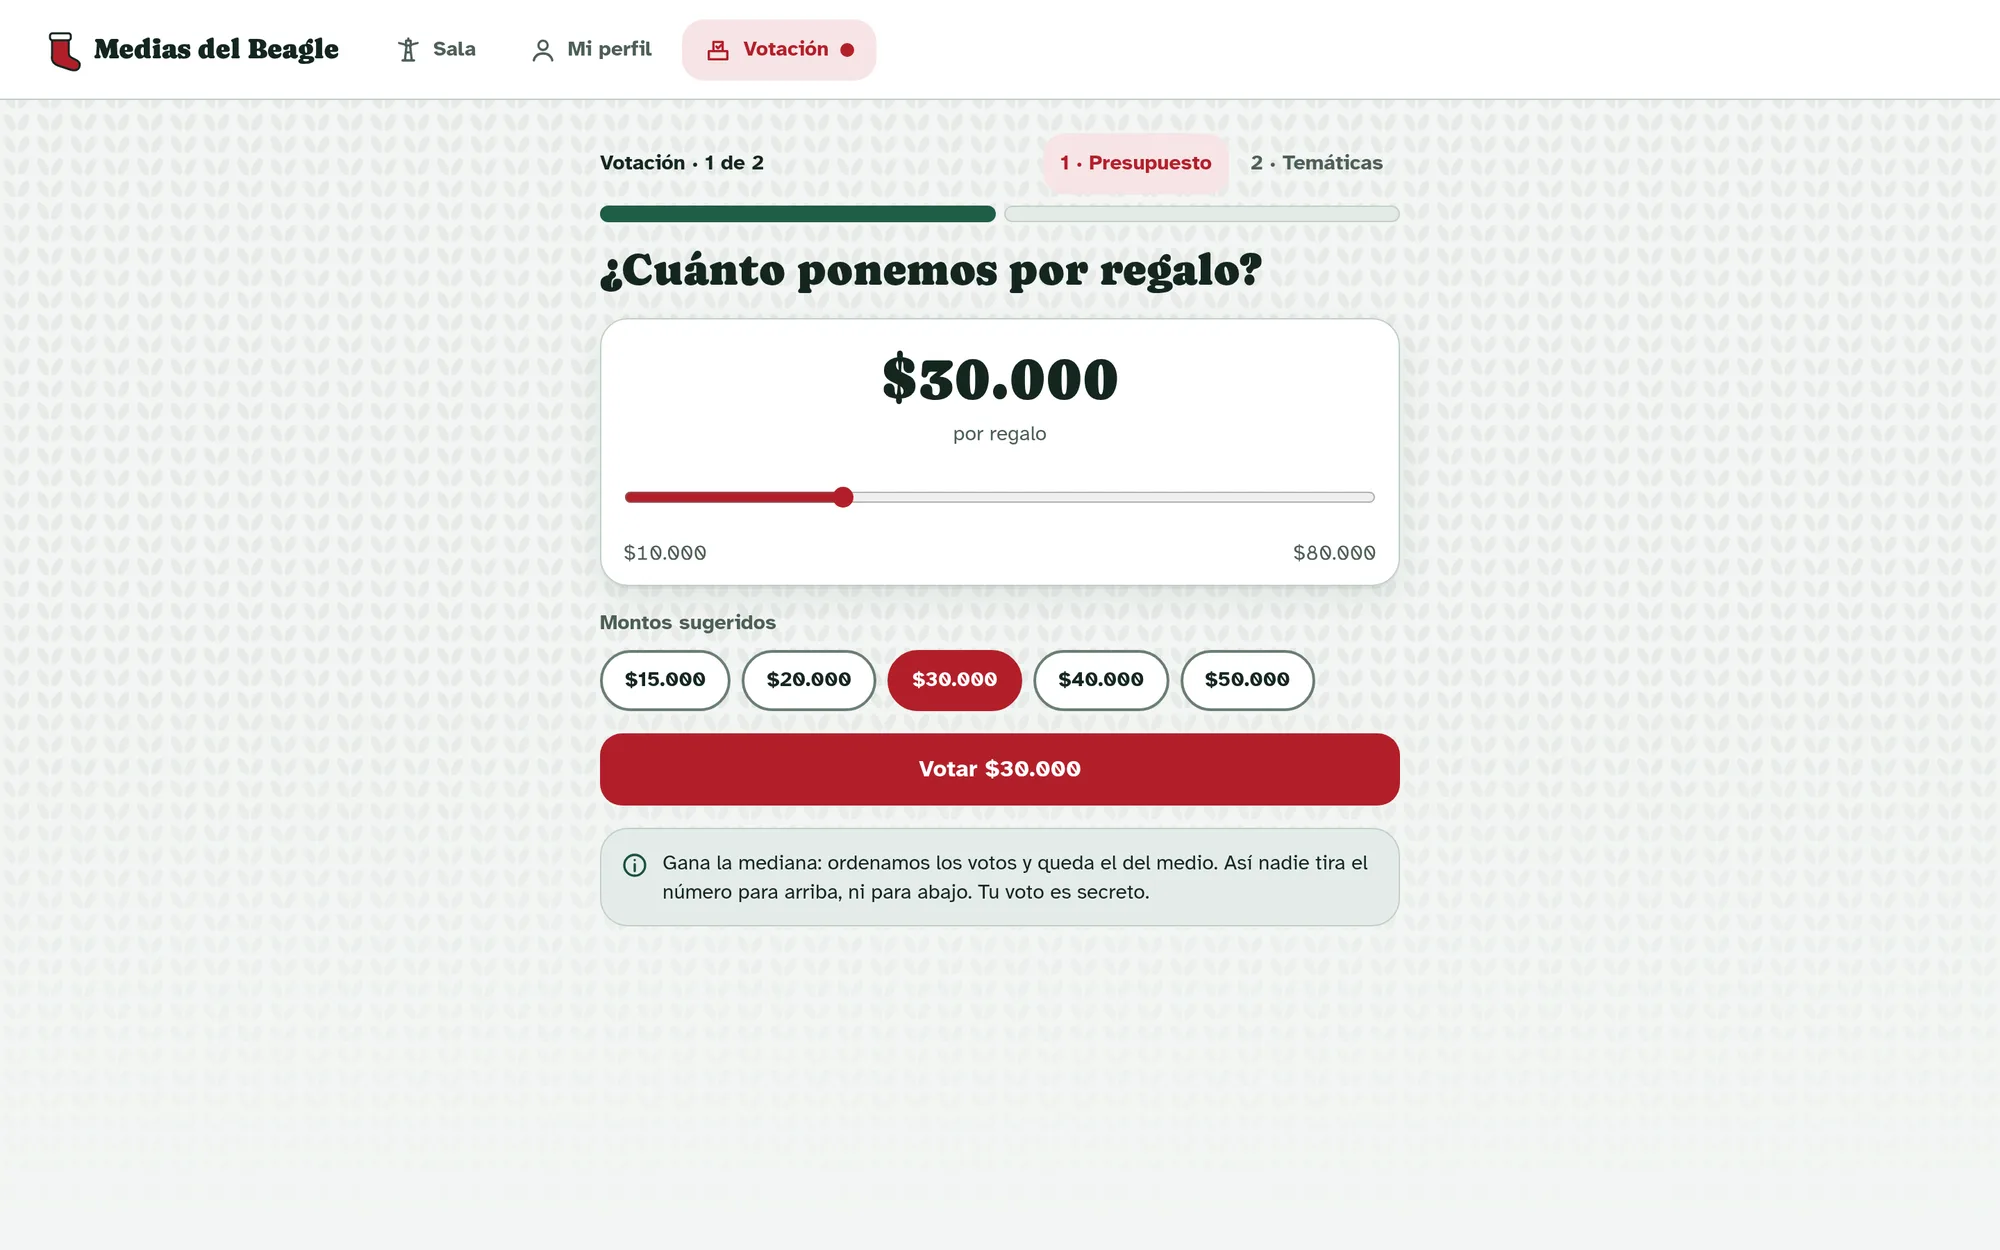 Medias del Beagle
Sala
Mi perfil
Votación
Votación · 1 de 2
1 · Presupuesto
2 · Temáticas
¿Cuánto ponemos por regalo?
$30.000
por regalo
$10.000
$80.000
Montos sugeridos
$15.000
$20.000
$30.000
$40.000
$50.000
Votar $30.000
Gana la mediana: ordenamos los votos y queda el del medio. Así nadie tira el
número para arriba, ni para abajo. Tu voto es secreto.